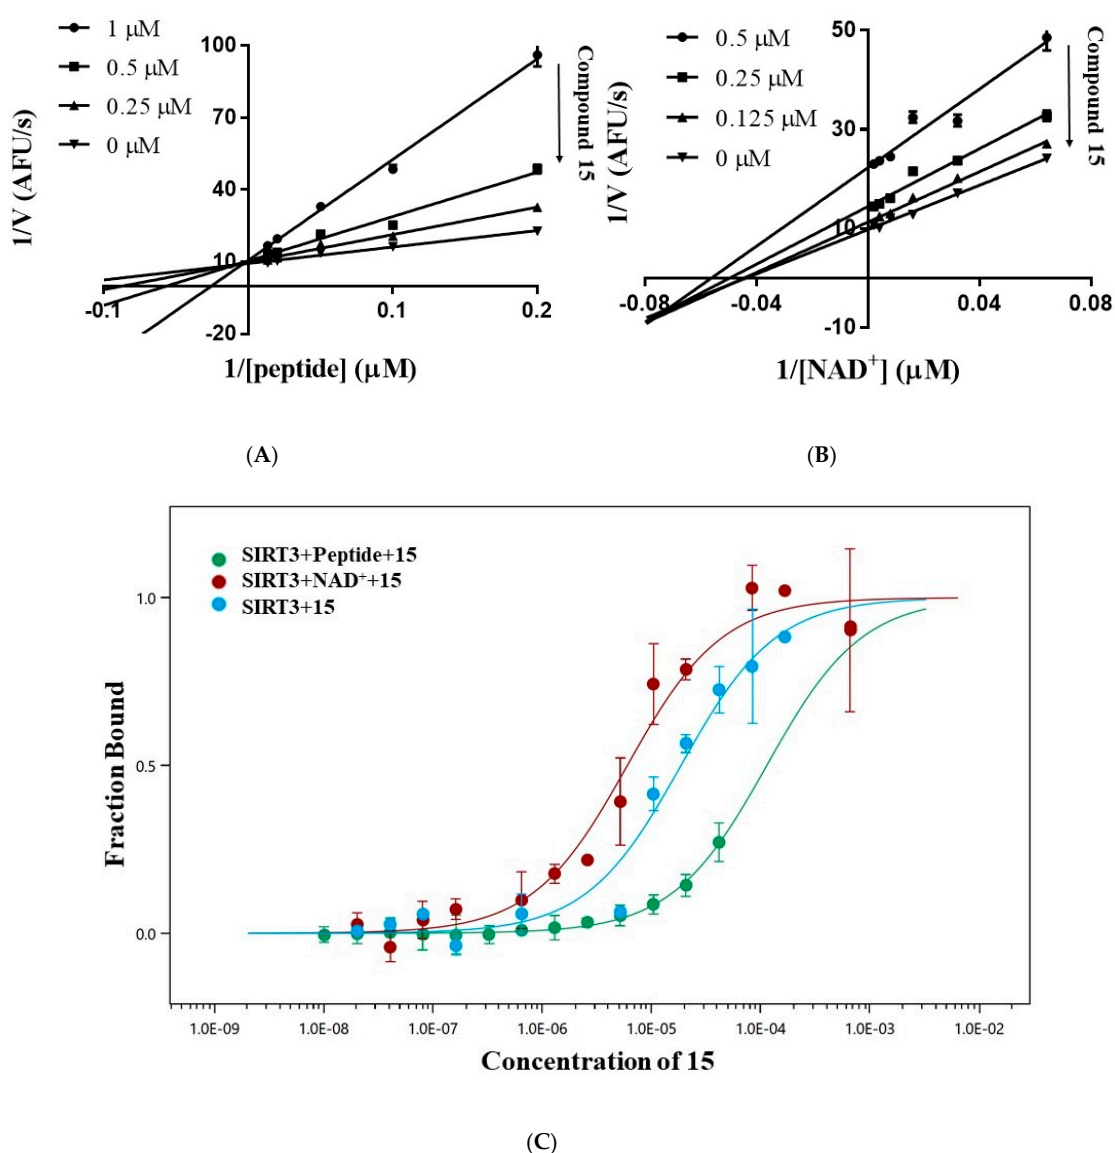 1 μM
0.5 μM
0.25 μM
0 μM
100
70
40
10
-20
-0.1
0.1
0.2
1/V (AFU/s)
1/[peptide] (μM)
Compound 15
(A)
0.5 μM
0.25 μM
0.125 μM
0 μM
50
30
10
-10
-0.08
-0.04
0.04
0.08
1/V (AFU/s)
1/[NAD+] (μM)
Compound 15
(B)
SIRT3+Peptide+15
SIRT3+NAD++15
SIRT3+15
1.0
0.5
0.0
Fraction Bound
1.0E-09 1.0E-08 1.0E-07 1.0E-06 1.0E-05 1.0E-04 1.0E-03 1.0E-02
Concentration of 15
(C)